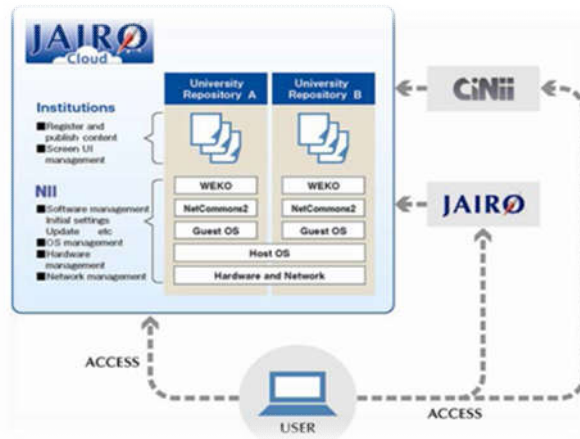 JAIRO
Cloud
University
Repository A
University
Repository B
Institutions
■Register and
publish content
■Screen UI
management
NII
■Software management
Initial settings
Update etc
■OS management
■Hardware
management
■Network management
WEKO
WEKO
NetCommons2
NetCommons2
Guest OS
Guest OS
Host OS
Hardware and Network
CiNii
JAIRO
ACCESS
ACCESS
USER